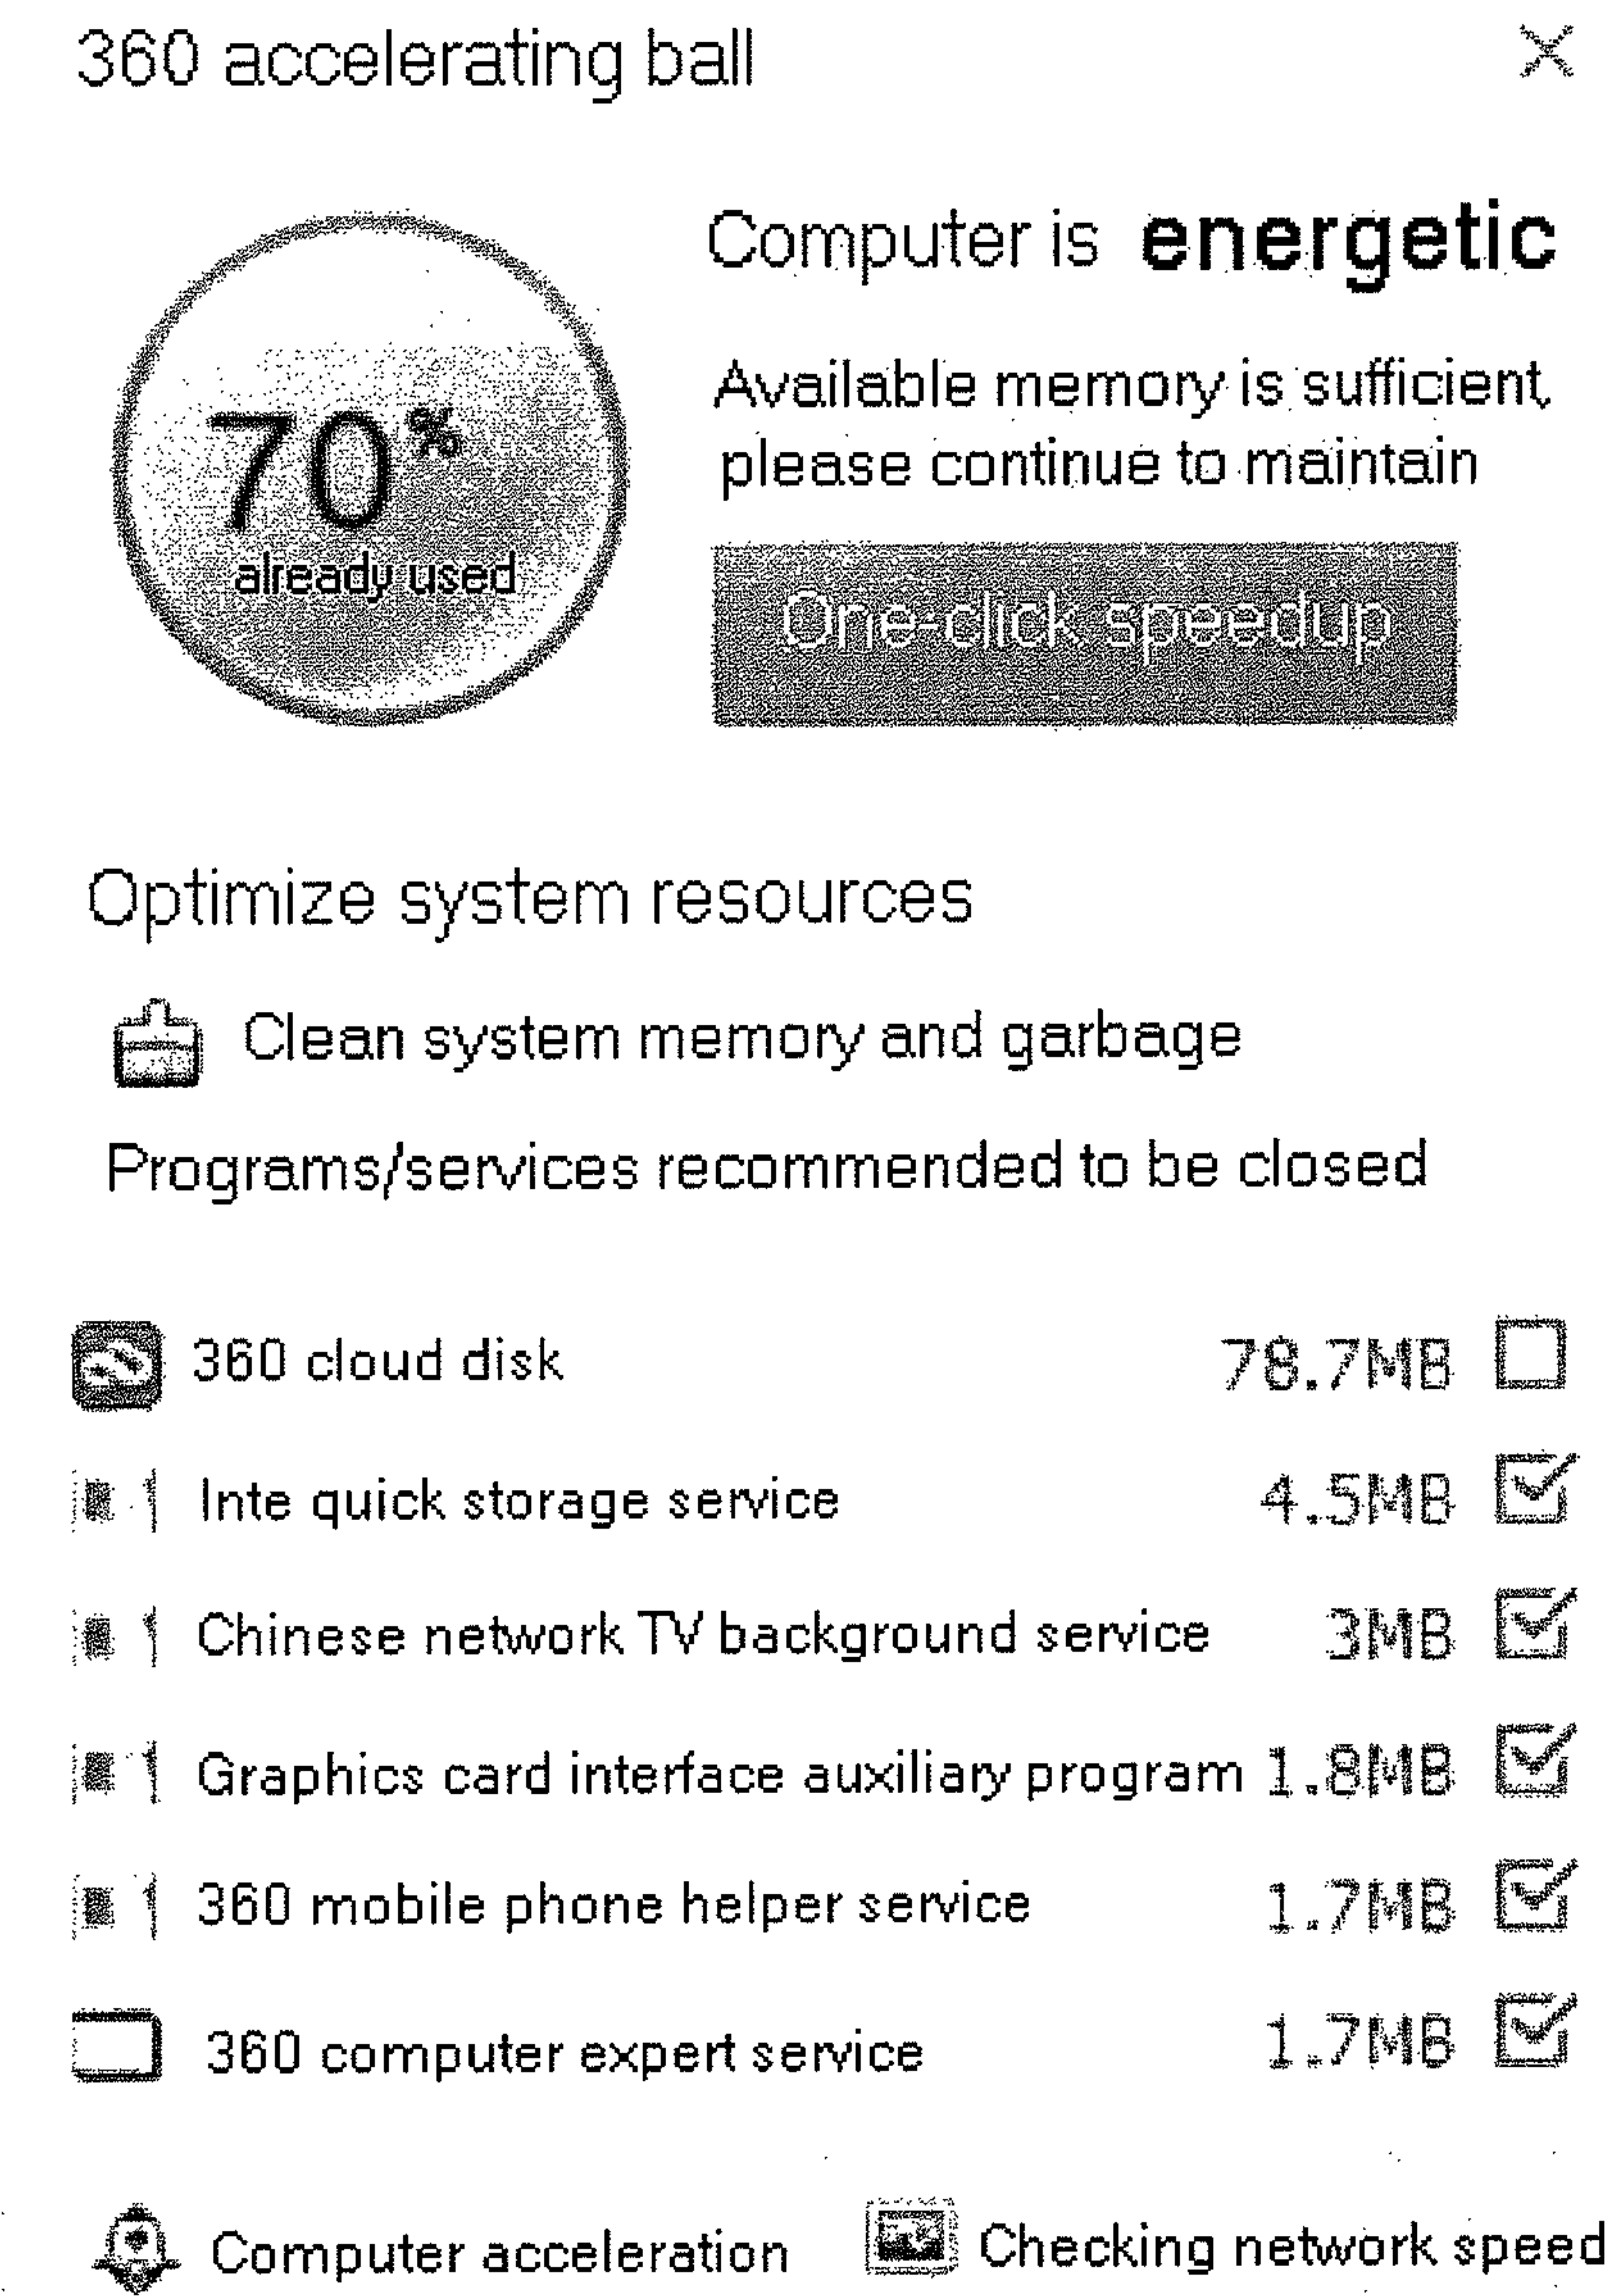 360 accelerating ball
Computer is energetic
70%
already used
Available memory is sufficient,
please continue to maintain
One-click speedup
Optimize system resources
Clean system memory and garbage
Programs/services recommended to be closed
360 cloud disk 78.7MB
Inte quick storage service 4.5MB
Chinese network TV background service 3MB
Graphics card interface auxiliary program 1.8MB
360 mobile phone helper service 1.7MB
360 computer expert service 1.7MB
Computer acceleration Checking network speed